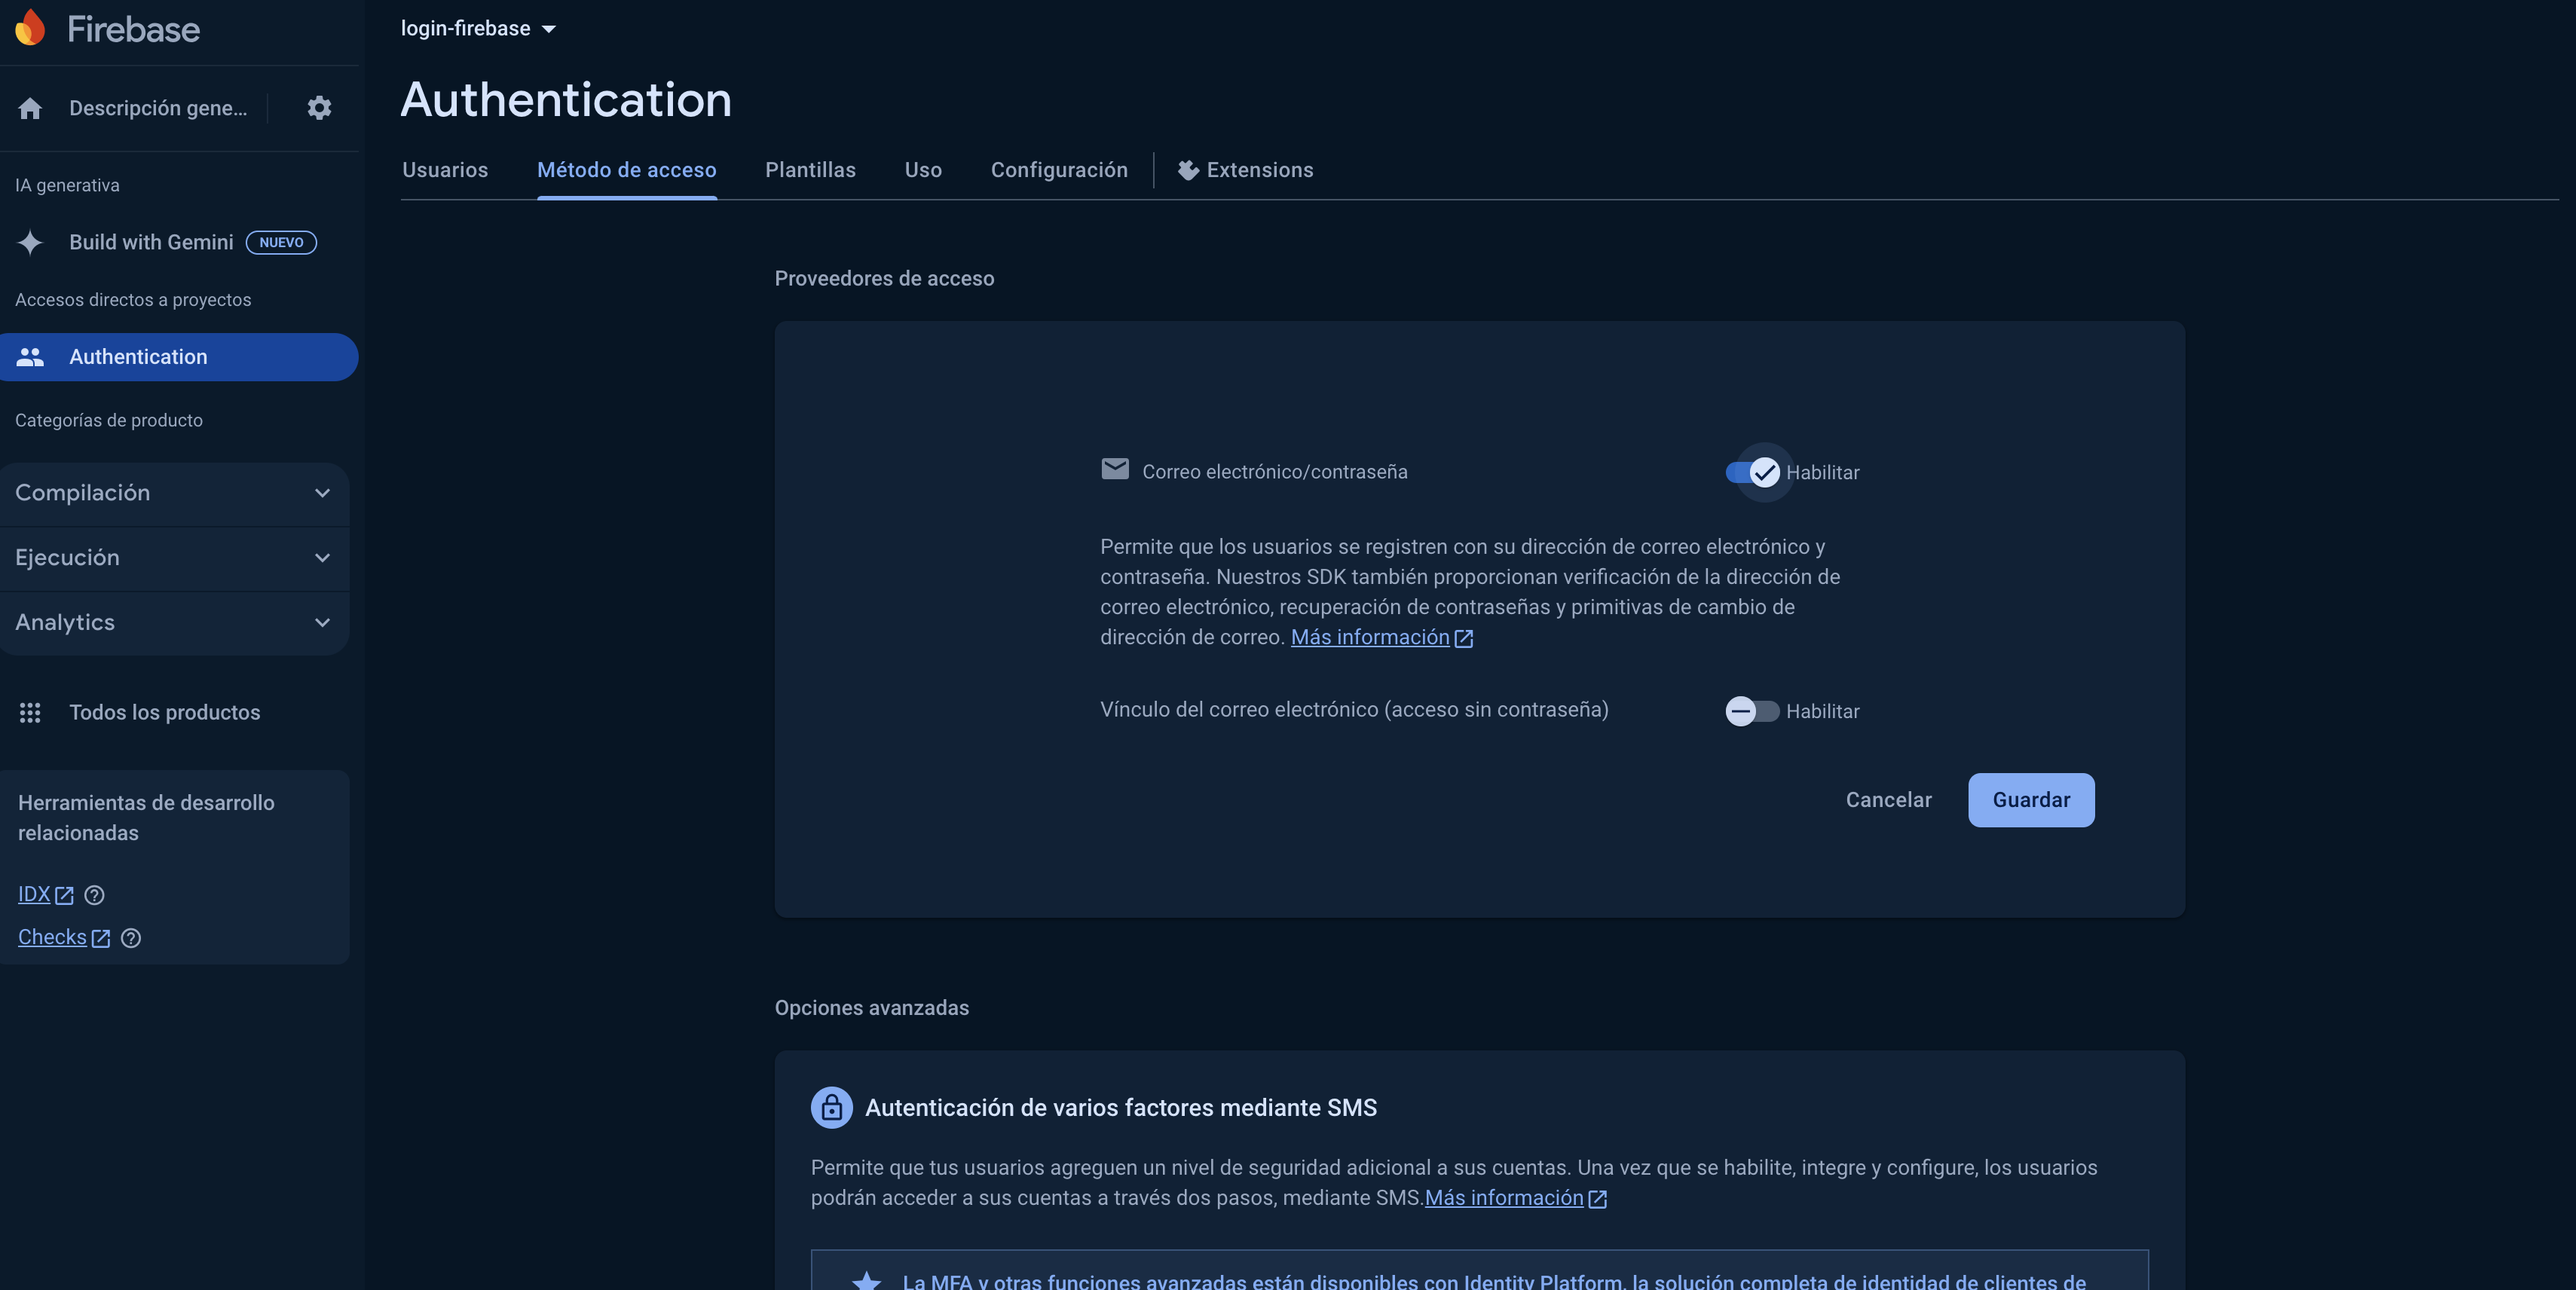 Firebase
login-firebase
Descripción gene...
Authentication
Usuarios
Método de acceso
Plantillas
Uso
Configuración
Extensions
IA generativa
Build with Gemini
NUEVO
Accesos directos a proyectos
Authentication
Categorías de producto
Compilación
Ejecución
Analytics
Todos los productos
Herramientas de desarrollo
relacionadas
IDX
Checks
Proveedores de acceso
Correo electrónico/contraseña
Habilitar
Permite que los usuarios se registren con su dirección de correo electrónico y
contraseña. Nuestros SDK también proporcionan verificación de la dirección de
correo electrónico, recuperación de contraseñas y primitivas de cambio de
dirección de correo. Más información
Vínculo del correo electrónico (acceso sin contraseña)
Habilitar
Cancelar
Guardar
Opciones avanzadas
Autenticación de varios factores mediante SMS
Permite que tus usuarios agreguen un nivel de seguridad adicional a sus cuentas. Una vez que se habilite, integre y configure, los usuarios
podrán acceder a sus cuentas a través dos pasos, mediante SMS.Más información
La MFA y otras funciones avanzadas están disponibles con Identity Platform, la solución completa de identidad de clientes de